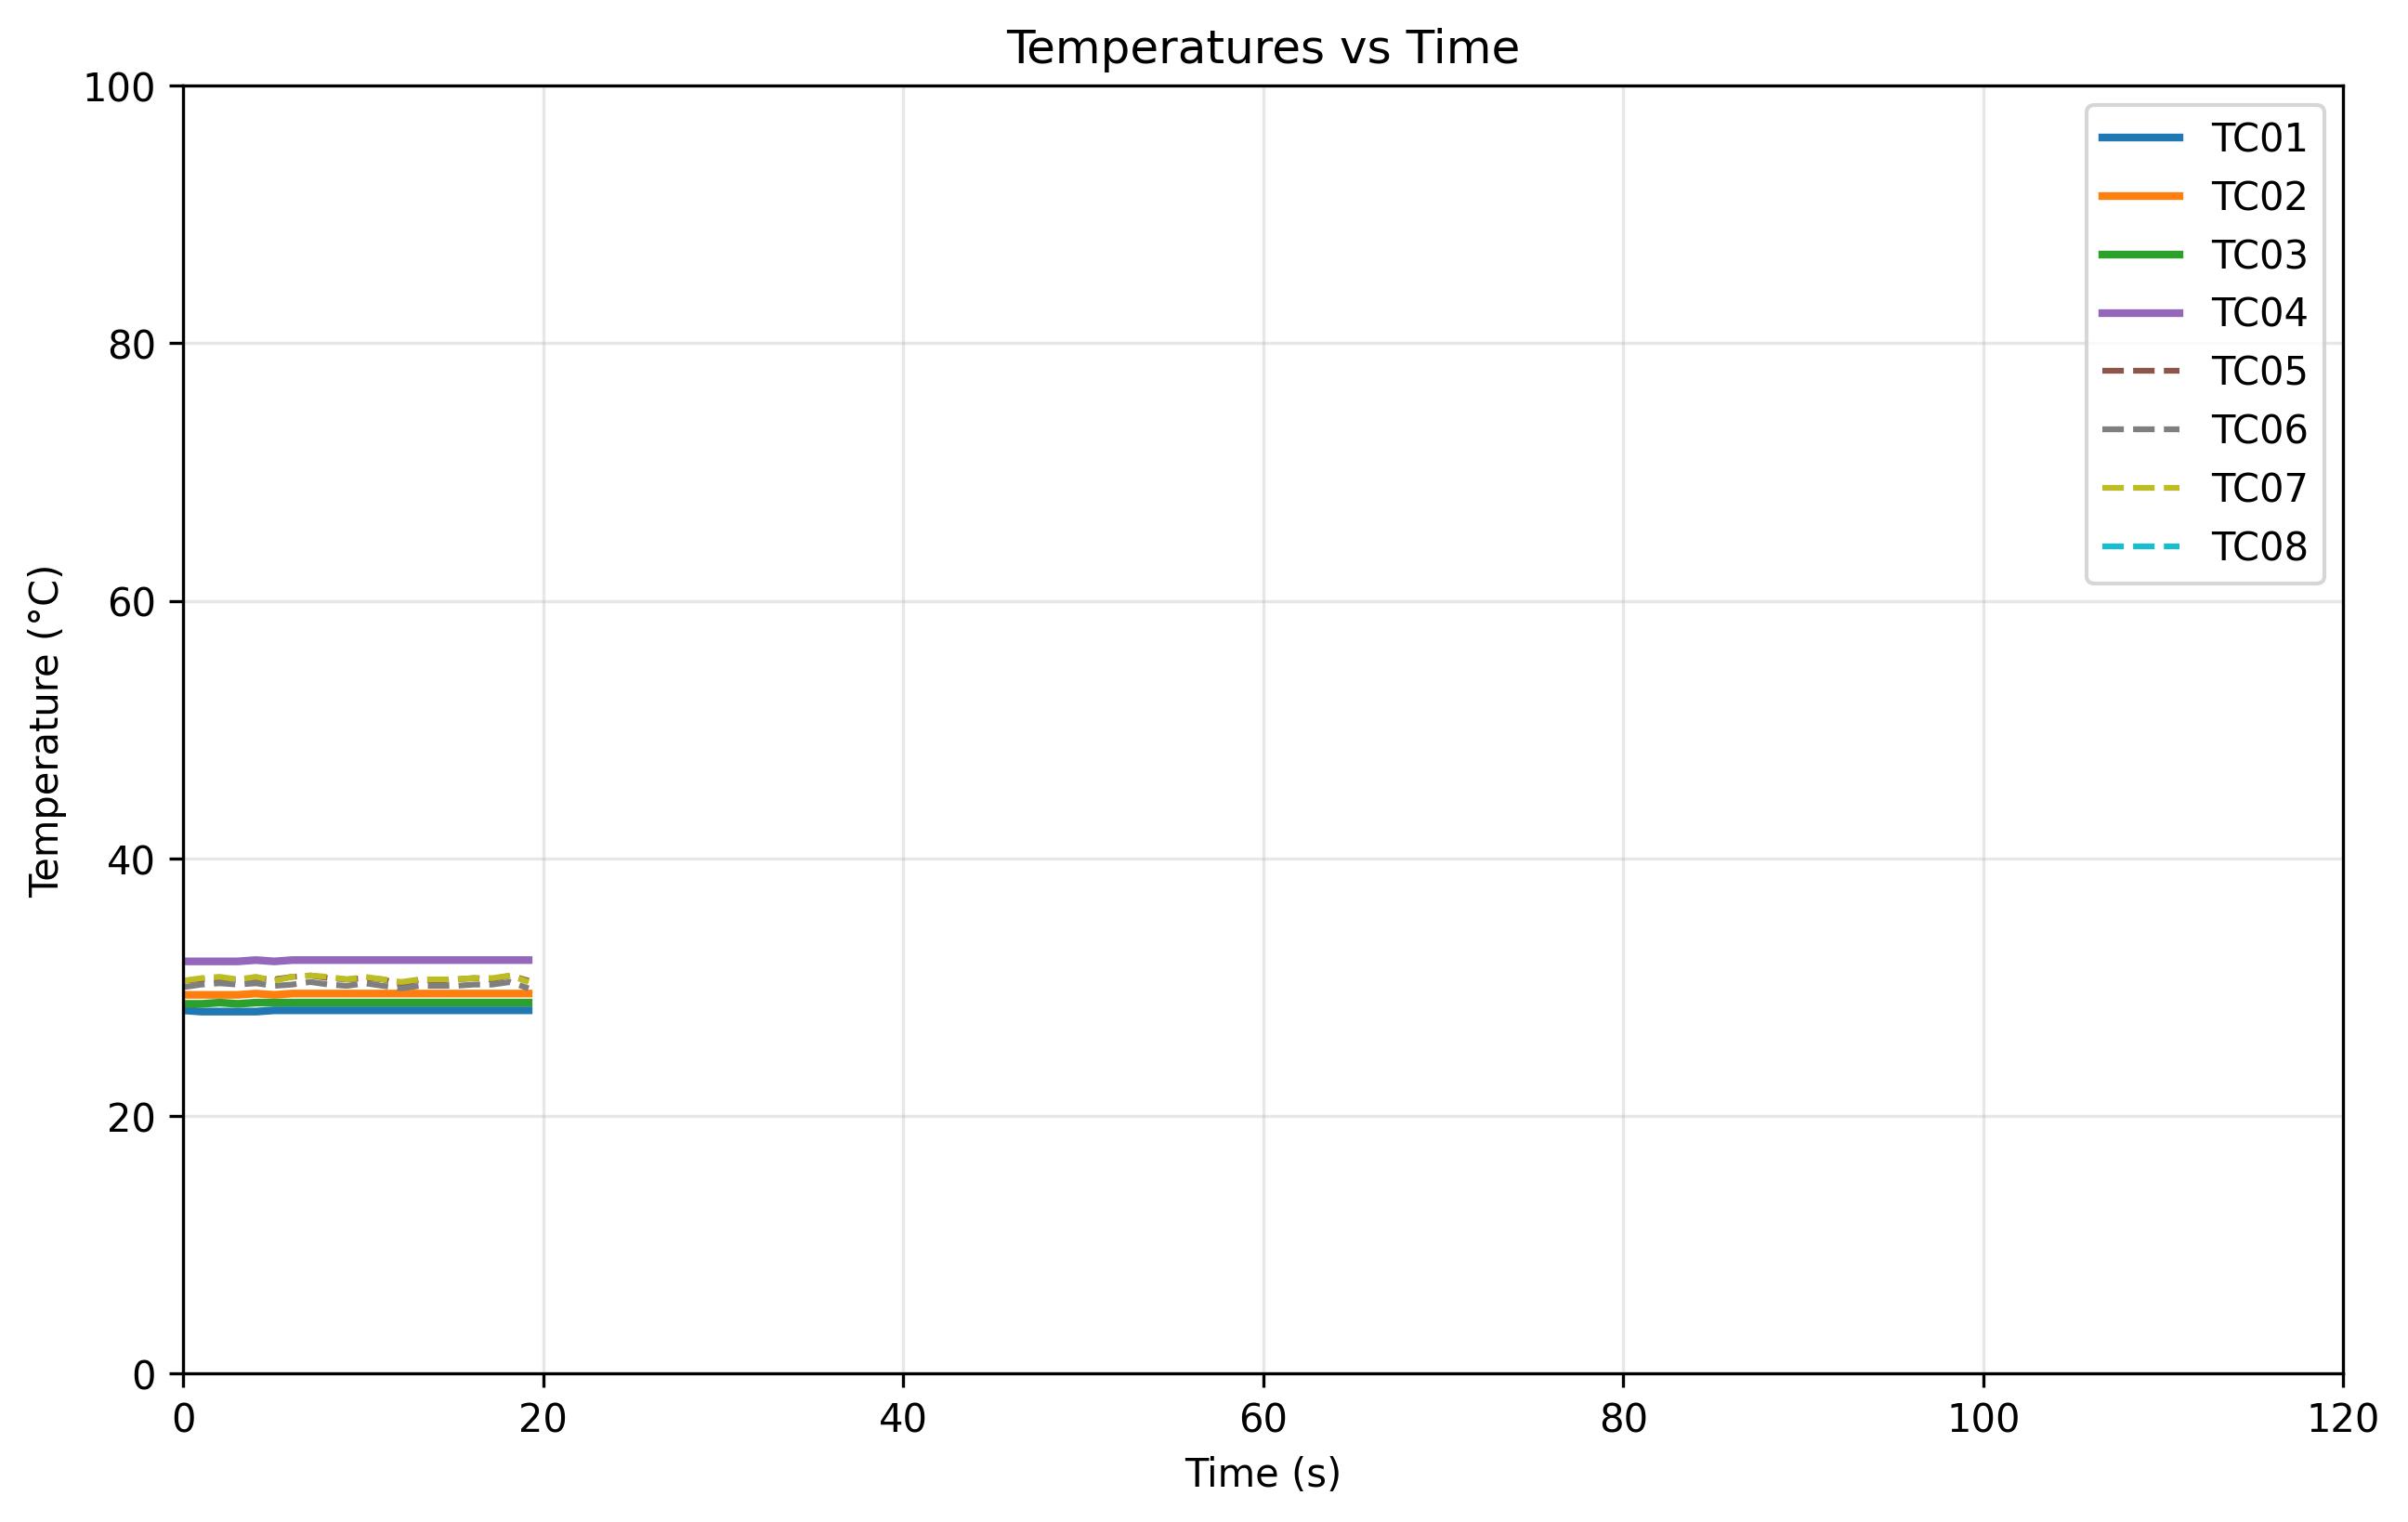 Temperatures vs Time
100
80
60
40
20
0
Temperature (°C)
0 20 40 60 80 100 120
Time (s)
TC01
TC02
TC03
TC04
TC05
TC06
TC07
TC08